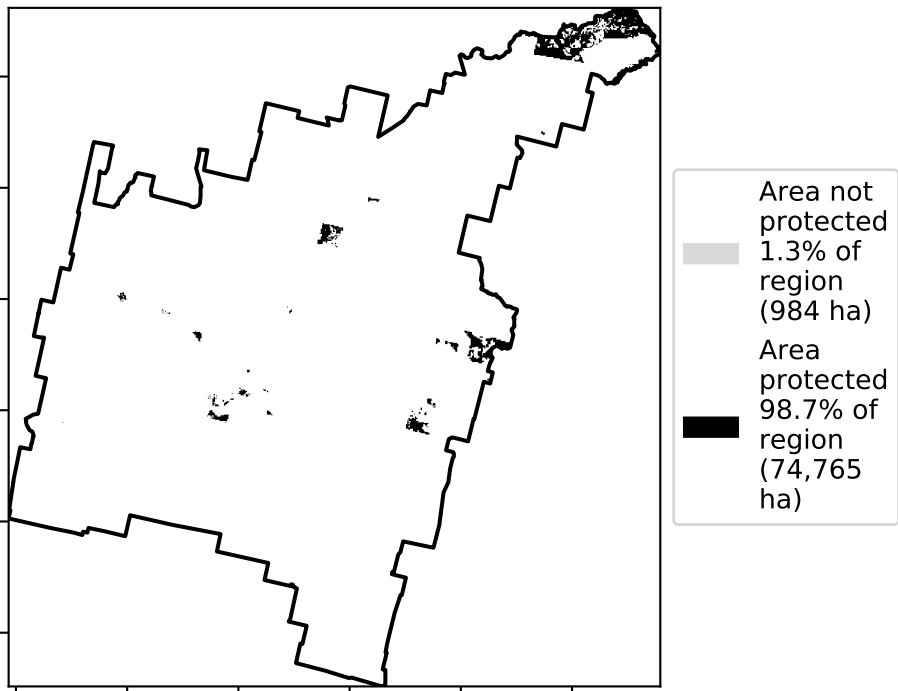 Area not
protected
1.3% of
region
(984 ha)
Area
protected
98.7% of
region
(74,765
ha)